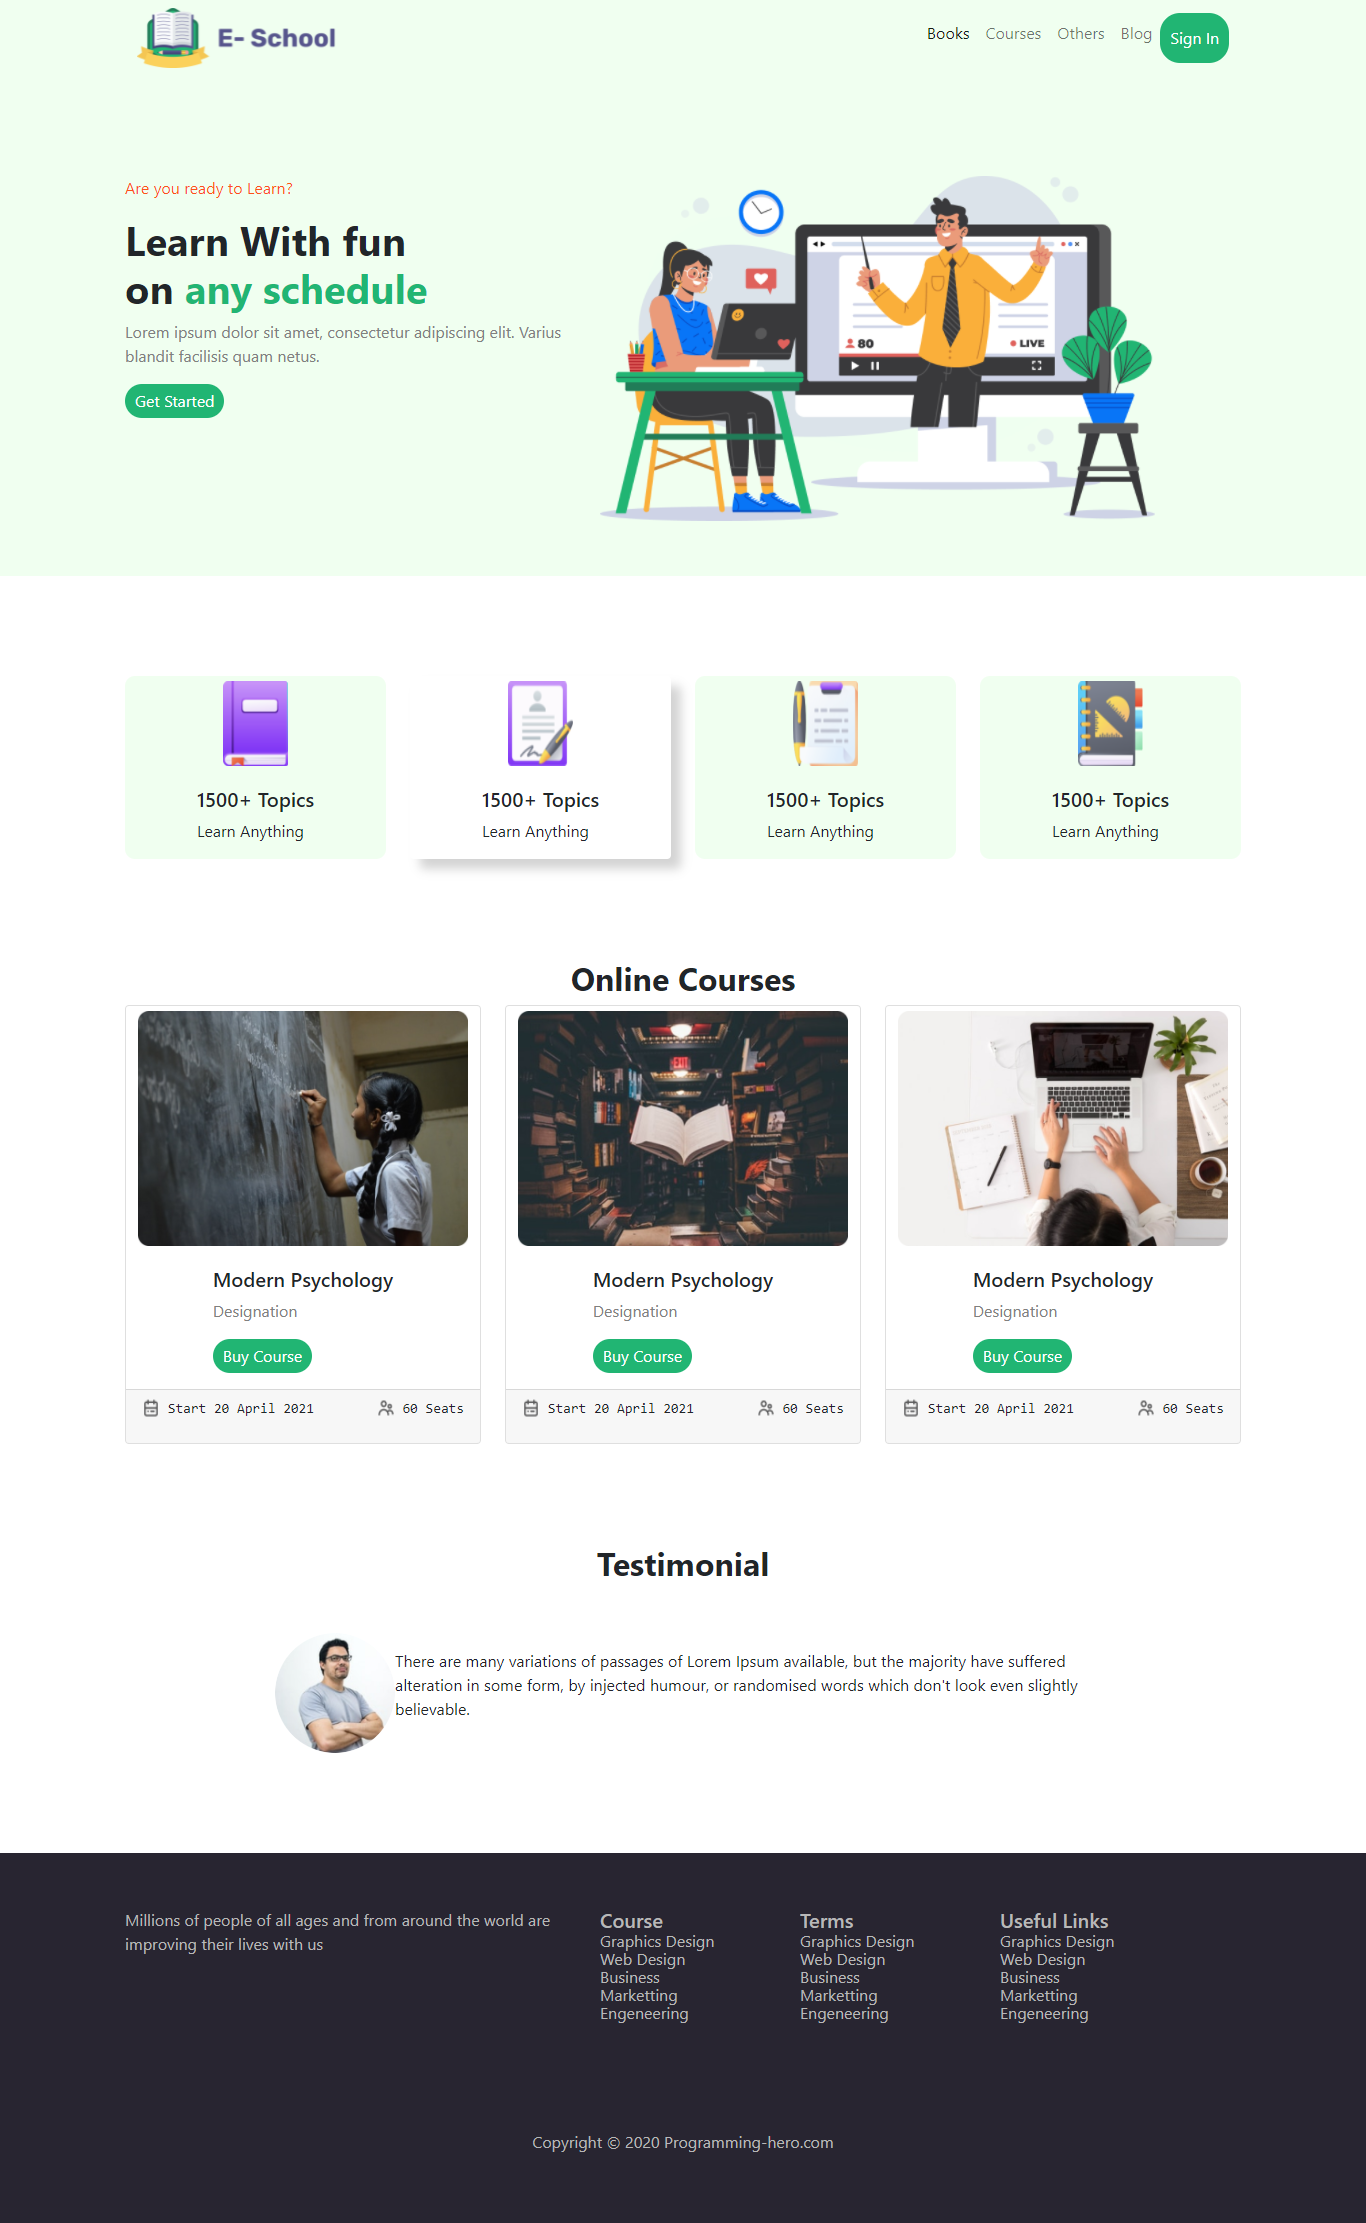 E- School
Books
Courses
Others
Blog
Sign In
Are you ready to Learn?
Learn With fun
on any schedule
Lorem ipsum dolor sit amet, consectetur adipiscing elit. Varius
blandit facilisis quam netus.
Get Started
80
LIVE
1500+ Topics
Learn Anything
1500+ Topics
Learn Anything
1500+ Topics
Learn Anything
1500+ Topics
Learn Anything
Online Courses
EXIT
Modern Psychology
Designation
Buy Course
Start 20 April 2021
60 Seats
Modern Psychology
Designation
Buy Course
Start 20 April 2021
60 Seats
Modern Psychology
Designation
Buy Course
Start 20 April 2021
60 Seats
Testimonial
There are many variations of passages of Lorem Ipsum available, but the majority have suffered
alteration in some form, by injected humour, or randomised words which don't look even slightly
believable.
Millions of people of all ages and from around the world are
improving their lives with us
Course
Graphics Design
Web Design
Business
Marketting
Engeneering
Terms
Graphics Design
Web Design
Business
Marketting
Engeneering
Useful Links
Graphics Design
Web Design
Business
Marketting
Engeneering
Copyright © 2020 Programming-hero.com